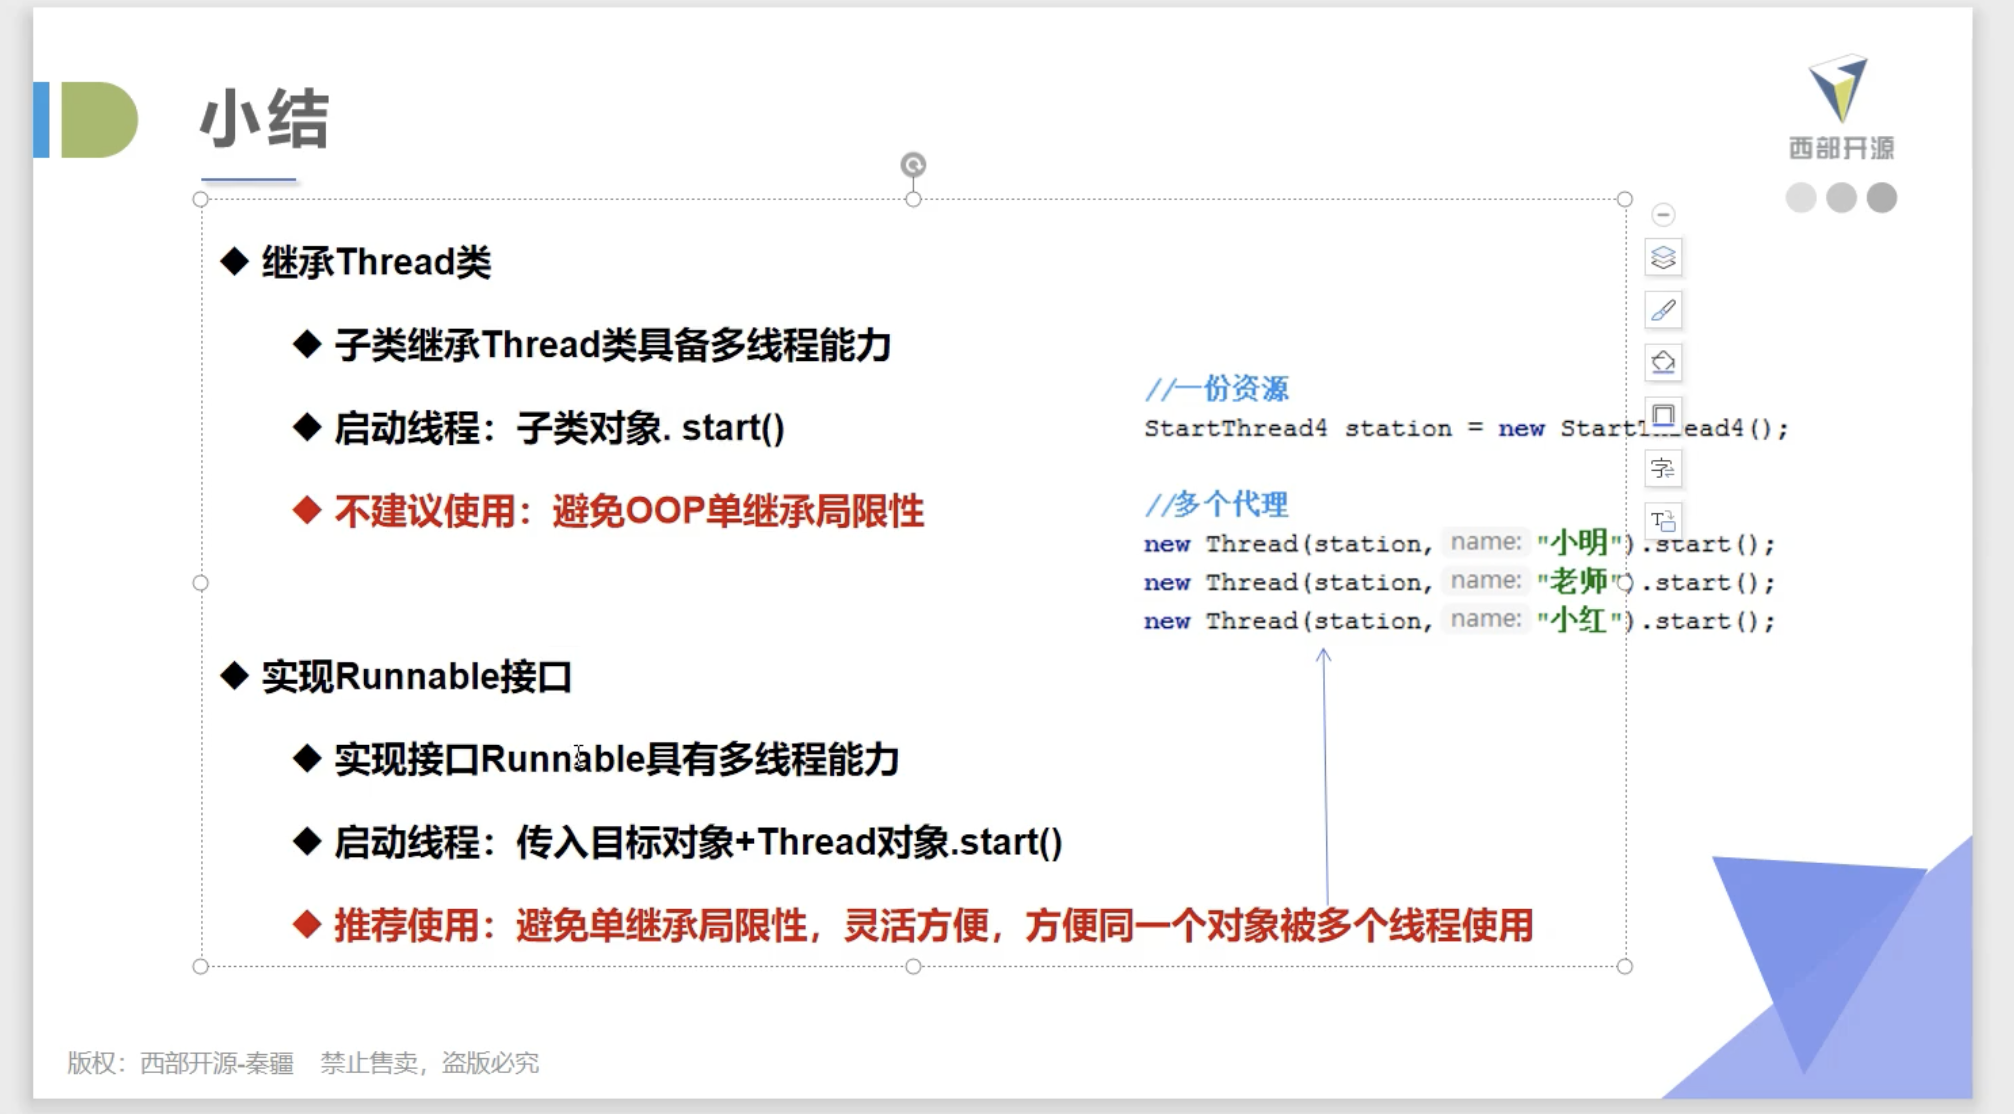 小结
西部开源
继承Thread类
子类继承Thread类具备多线程能力
启动线程：子类对象. start()
不建议使用：避免OOP单继承局限性
//一份资源
StartThread4 station = new StartThread4();
//多个代理
new Thread(station, name: "小明").start();
new Thread(station, name: "老师").start();
new Thread(station, name: "小红").start();
实现Runnable接口
实现接口Runnable具有多线程能力
启动线程：传入目标对象+Thread对象.start()
推荐使用：避免单继承局限性，灵活方便，方便同一个对象被多个线程使用
版权：西部开源-秦疆 禁止售卖，盗版必究